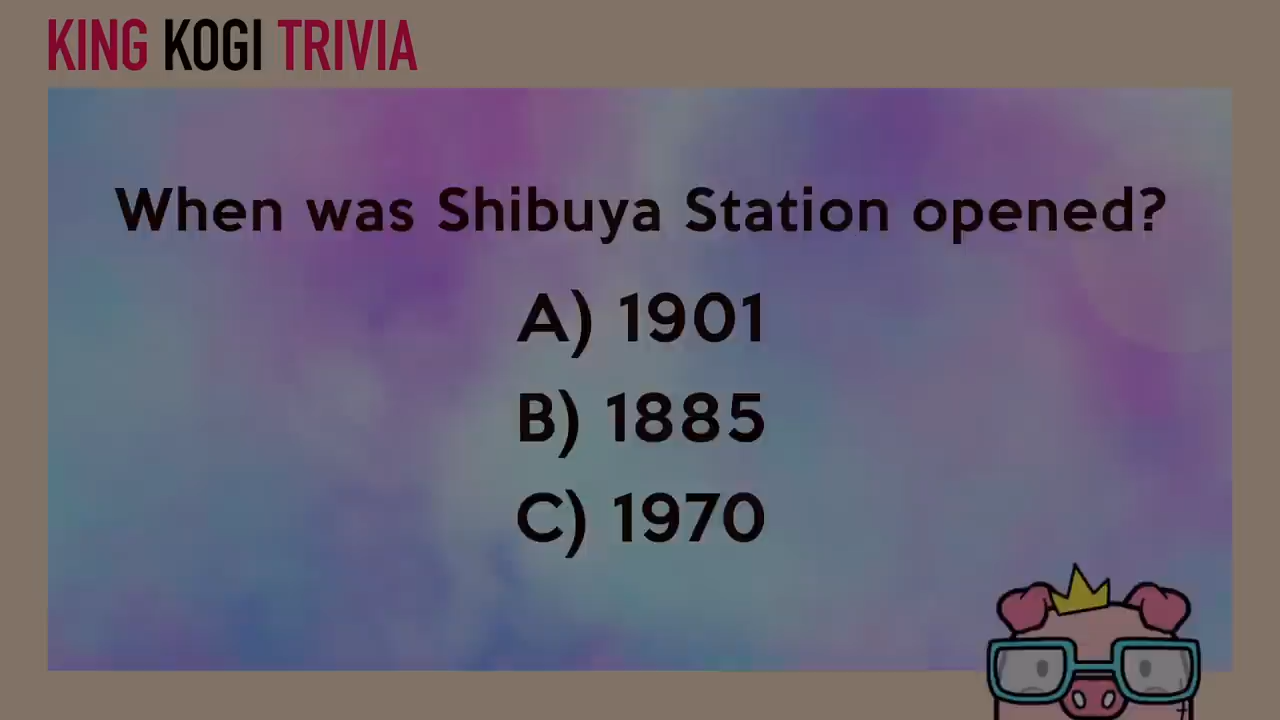 KING KOGI TRIVIA
When was Shibuya Station opened?
A) 1901
B) 1885
C) 1970